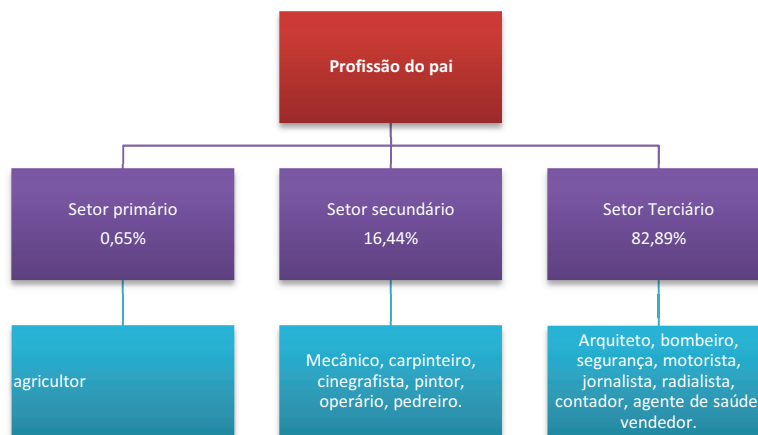 Profissão do pai
Setor primário
0,65%
Setor secundário
16,44%
Setor Terciário
82,89%
agricultor
Mecânico, carpinteiro,
cinegrafista, pintor,
operário, pedreiro.
Arquiteto, bombeiro,
segurança, motorista,
jornalista, radialista,
contador, agente de saúde
vendedor.